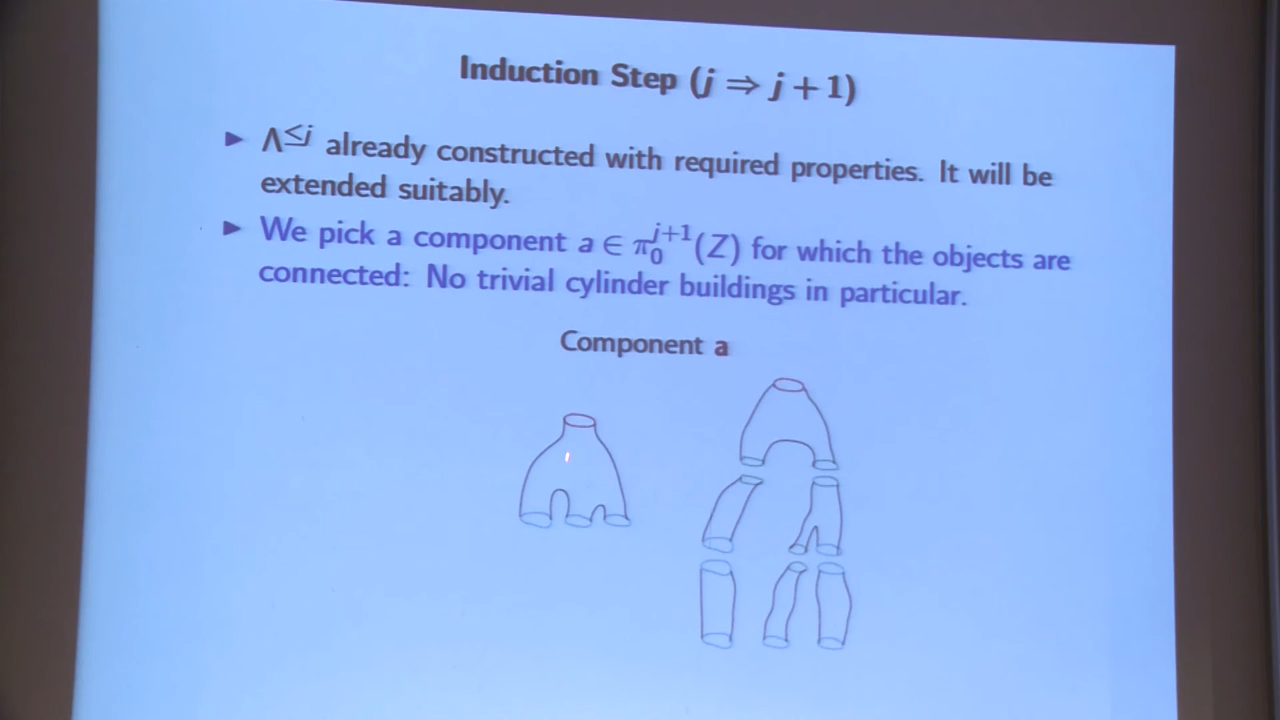 Induction Step (j ⇒ j + 1)
▶ Λ≤j already constructed with required properties. It will be
extended suitably.
▶ We pick a component a ∈ π₀ʲ⁺¹(Z) for which the objects are
connected: No trivial cylinder buildings in particular.
Component a